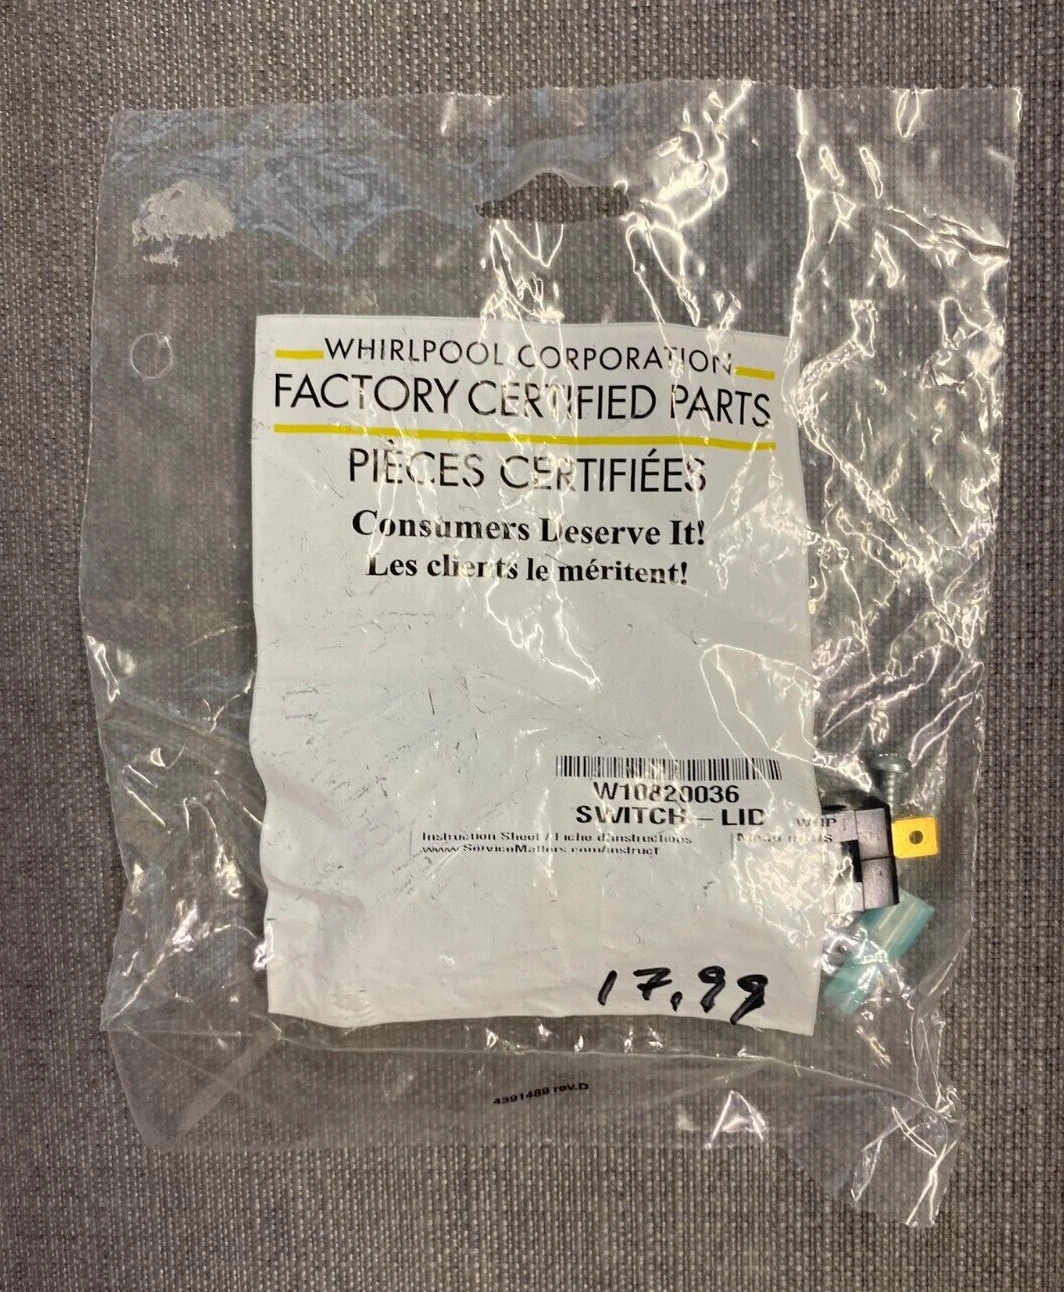 WHIRLPOOL CORPORATION
FACTORY CERTIFIED PARTS
PIÈCES CERTIFIÉES
Consumers Deserve It!
Les clients le méritent!
W10820036
SWITCH – LID
Instruction Sheet / Fiche d'instructions
www.ServiceMatters.com/instruct
17,99
4391489 rev.D